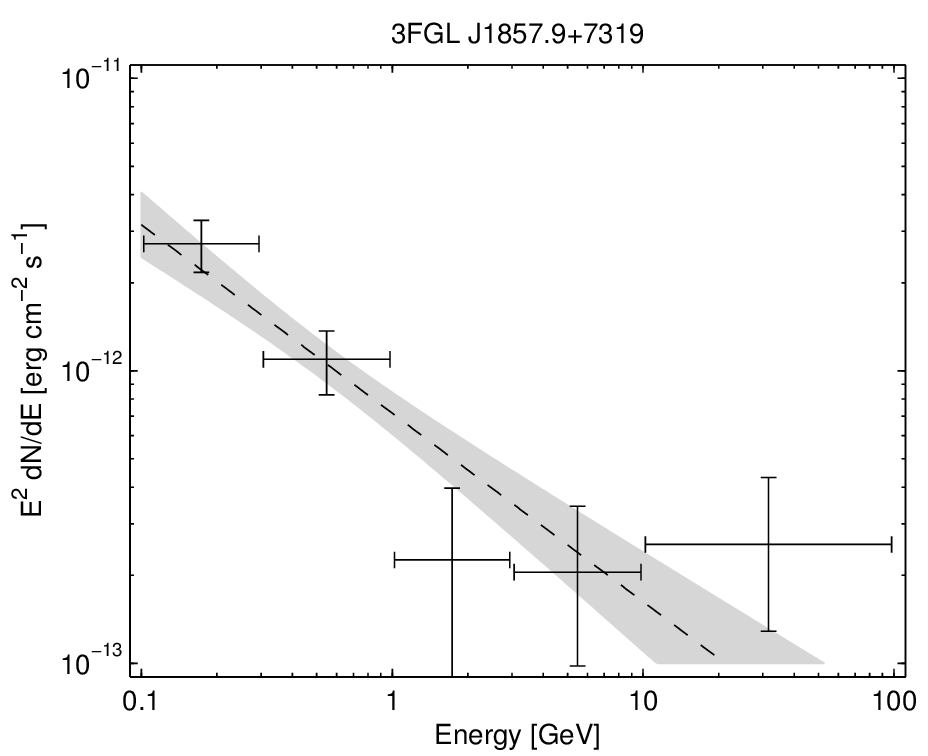 3FGL J1857.9+7319
10⁻¹¹
10⁻¹²
10⁻¹³
E² dN/dE [erg cm⁻² s⁻¹]
0.1 1 10 100
Energy [GeV]